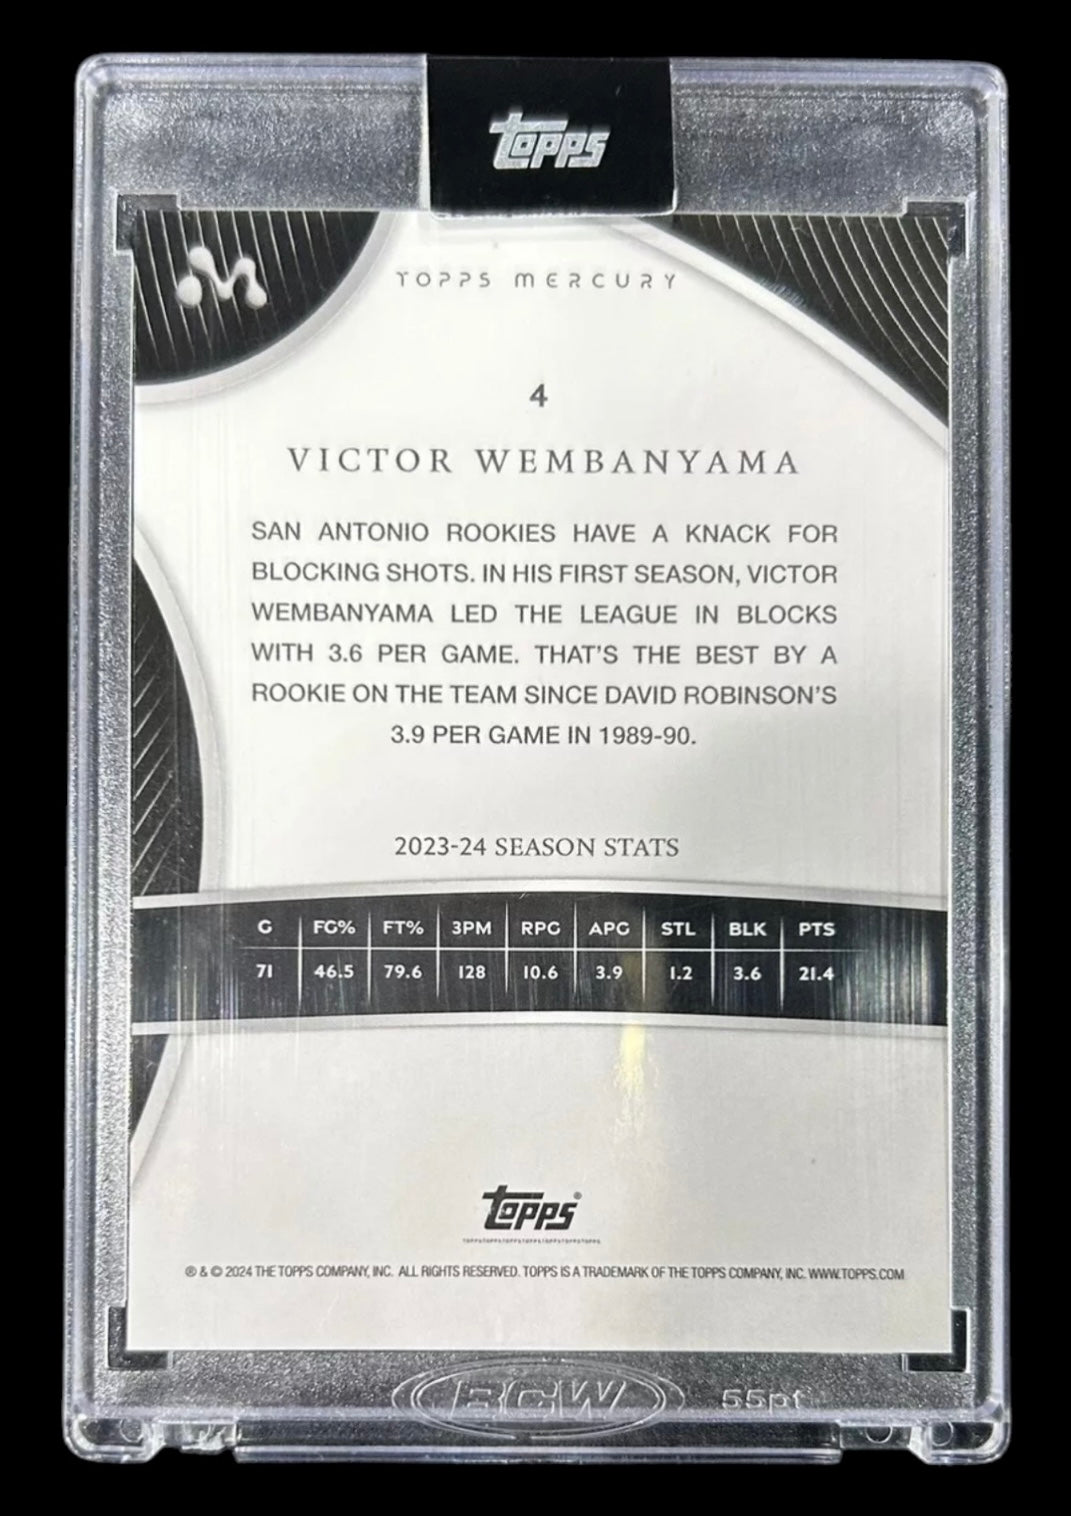 Topps
TOPPS MERCURY
4
VICTOR WEMBANYAMA
SAN ANTONIO ROOKIES HAVE A KNACK FOR
BLOCKING SHOTS. IN HIS FIRST SEASON, VICTOR
WEMBANYAMA LED THE LEAGUE IN BLOCKS
WITH 3.6 PER GAME. THAT'S THE BEST BY A
ROOKIE ON THE TEAM SINCE DAVID ROBINSON'S
3.9 PER GAME IN 1989-90.
2023-24 SEASON STATS
G FG% FT% 3PM RPG APG STL BLK PTS
71 46.5 79.6 128 10.6 3.9 1.2 3.6 21.4
Topps®
TOPPSTOPPSTOPPSTOPPSTOPPSTOPPSTOPPS
® & © 2024 THE TOPPS COMPANY, INC. ALL RIGHTS RESERVED. TOPPS IS A TRADEMARK OF THE TOPPS COMPANY, INC. WWW.TOPPS.COM
BCW 55pt